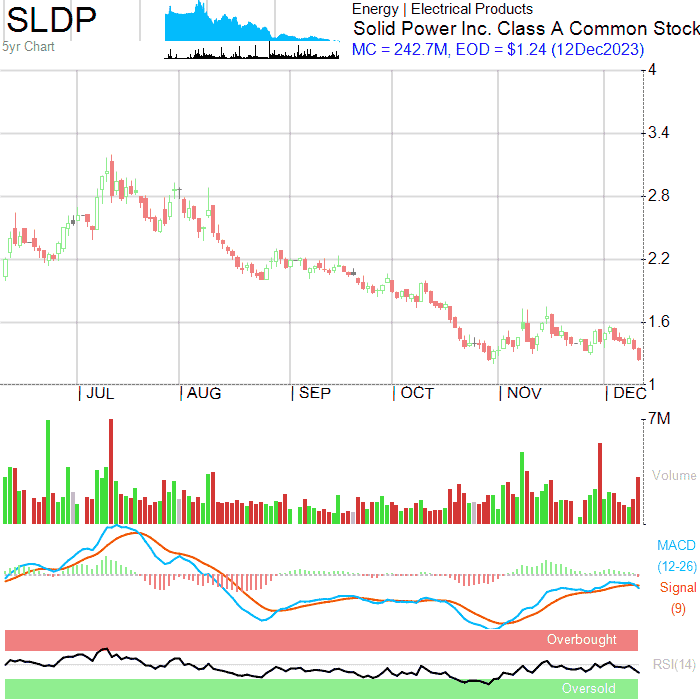 SLDP
5yr Chart
Energy | Electrical Products
Solid Power Inc. Class A Common Stock
MC = 242.7M, EOD = $1.24 (12Dec2023)
4
3.4
2.8
2.2
1.6
1
JUL AUG SEP OCT NOV DEC
7M
Volume
MACD
(12-26)
Signal
(9)
Overbought
RSI(14)
Oversold